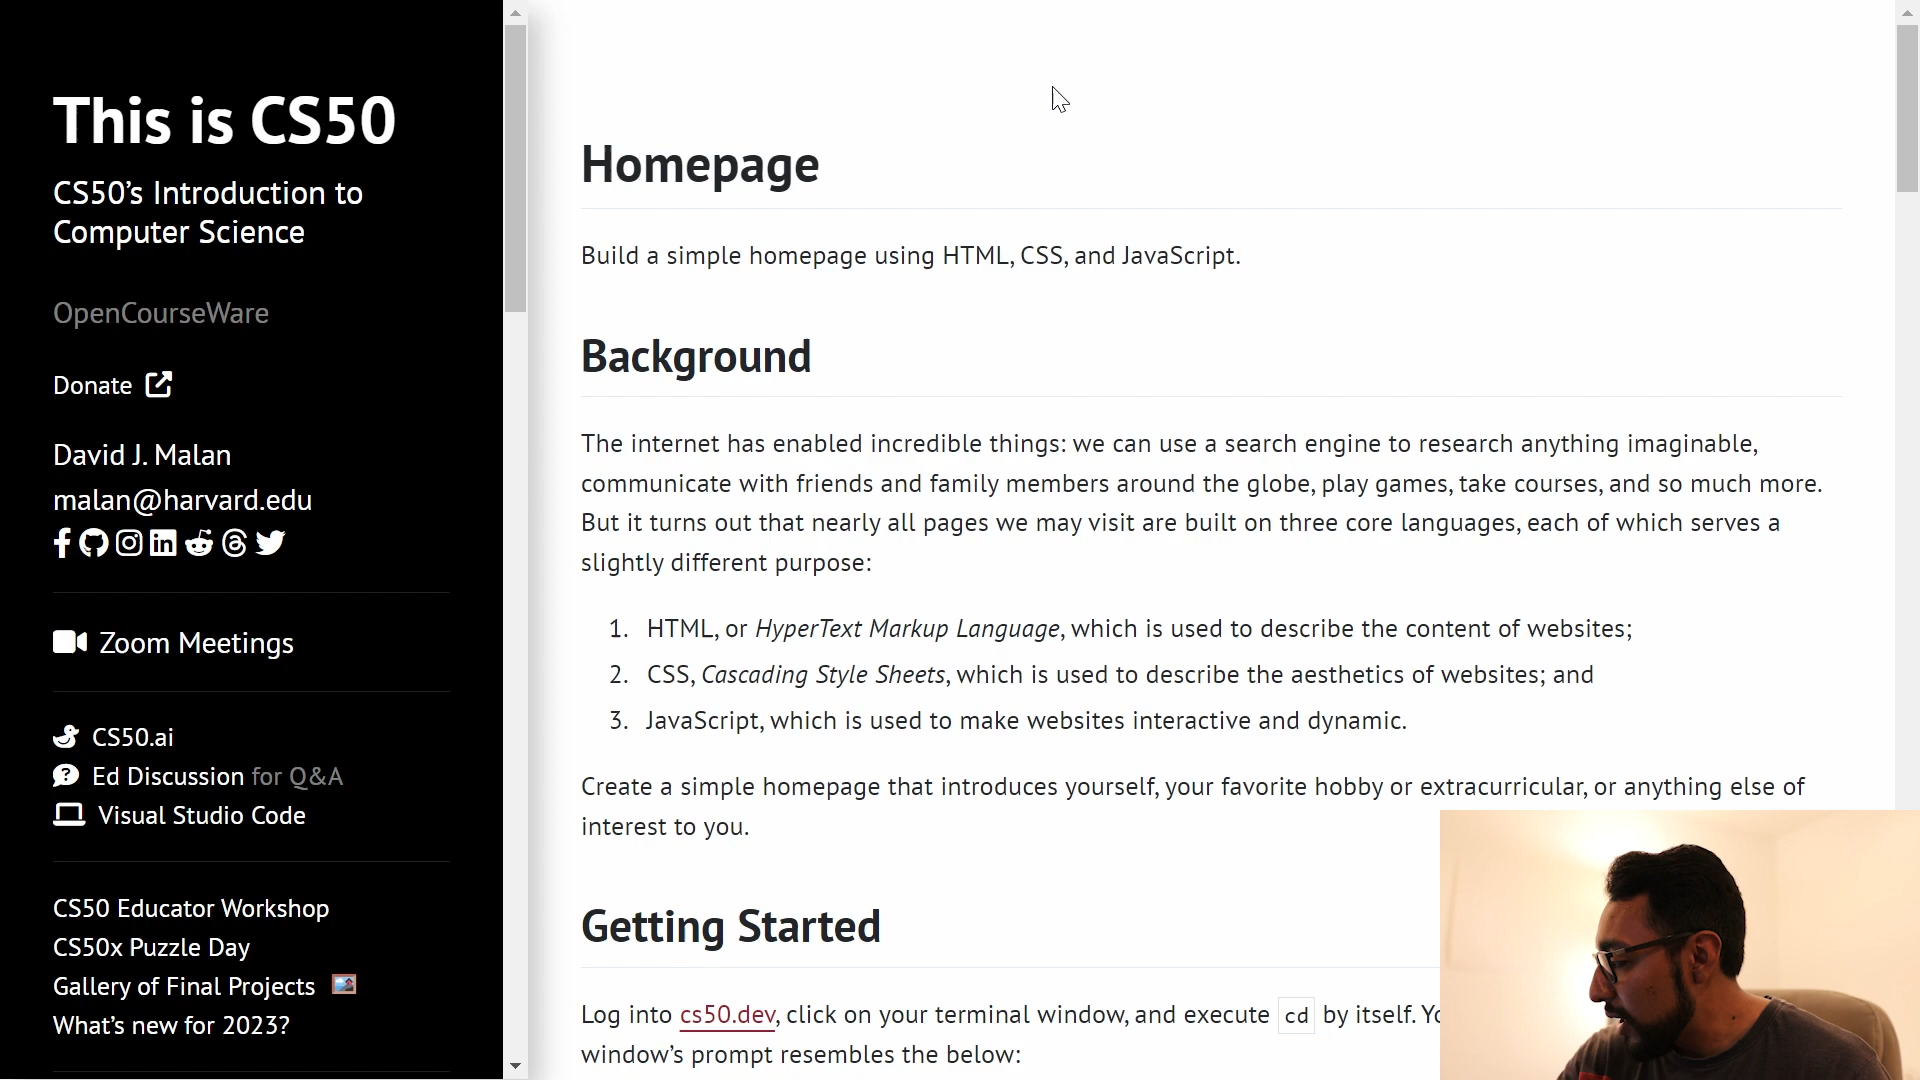 This is CS50
CS50’s Introduction to
Computer Science
OpenCourseWare
Donate
David J. Malan
malan@harvard.edu
Zoom Meetings
CS50.ai
Ed Discussion for Q&A
Visual Studio Code
CS50 Educator Workshop
CS50x Puzzle Day
Gallery of Final Projects
What’s new for 2023?
Homepage
Build a simple homepage using HTML, CSS, and JavaScript.
Background
The internet has enabled incredible things: we can use a search engine to research anything imaginable,
communicate with friends and family members around the globe, play games, take courses, and so much more.
But it turns out that nearly all pages we may visit are built on three core languages, each of which serves a
slightly different purpose:
1. HTML, or HyperText Markup Language, which is used to describe the content of websites;
2. CSS, Cascading Style Sheets, which is used to describe the aesthetics of websites; and
3. JavaScript, which is used to make websites interactive and dynamic.
Create a simple homepage that introduces yourself, your favorite hobby or extracurricular, or anything else of
interest to you.
Getting Started
Log into cs50.dev, click on your terminal window, and execute cd by itself.
window’s prompt resembles the below: